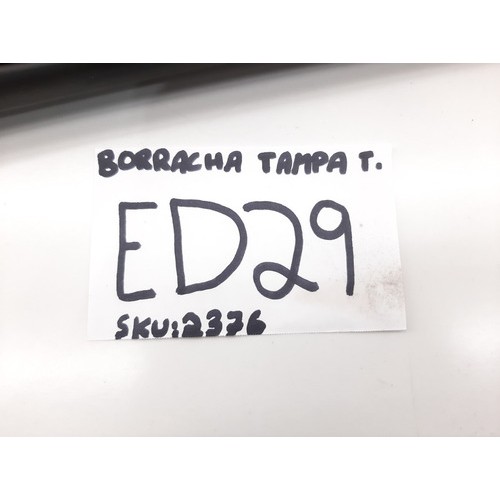 BORRACHA TAMPA T.
ED29
SKU:2376